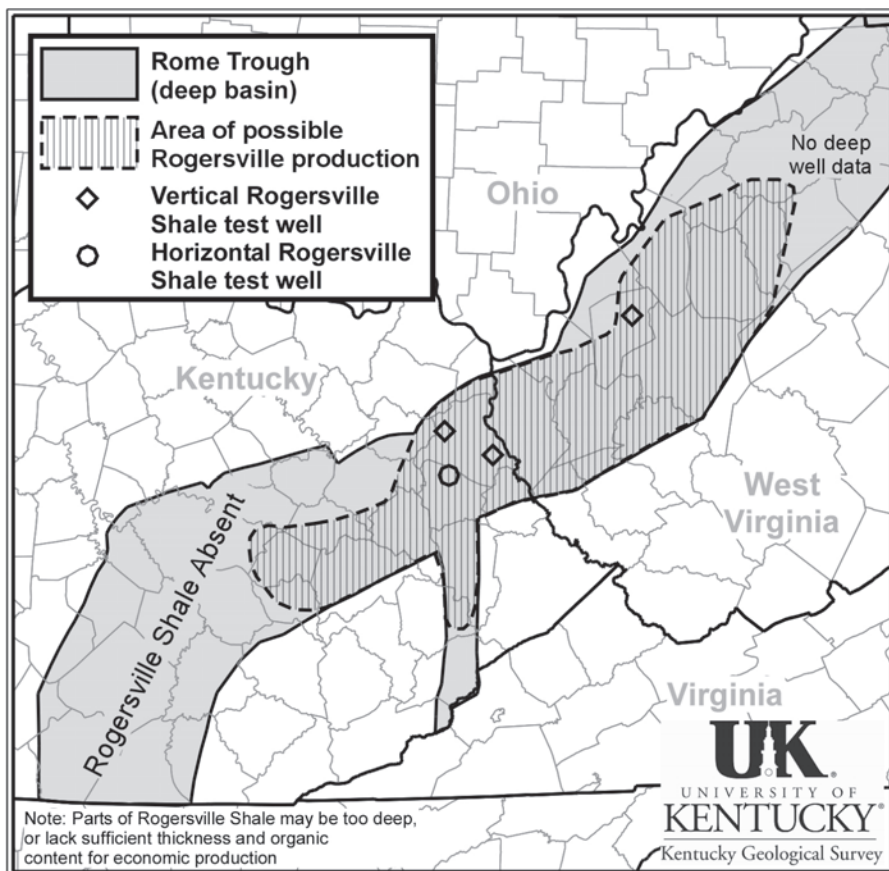 Rome Trough
(deep basin)
Area of possible
Rogersville production
Vertical Rogersville
Shale test well
Horizontal Rogersville
Shale test well
No deep
well data
Ohio
Kentucky
West
Virginia
Rogersville Shale Absent
Virginia
Note: Parts of Rogersville Shale may be too deep,
or lack sufficient thickness and organic
content for economic production
UK
UNIVERSITY OF
KENTUCKY®
Kentucky Geological Survey